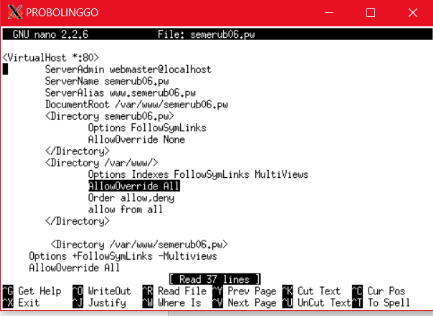 PROBOLINGGO
GNU nano 2.2.6 File: semerub06.pw
<VirtualHost *:80>
ServerAdmin webmaster@localhost
ServerName semerub06.pw
ServerAlias www.semerub06.pw
DocumentRoot /var/www/semerub06.pw
<Directory semerub06.pw>
Options FollowSymLinks
AllowOverride None
</Directory>
<Directory /var/www/>
Options Indexes FollowSymLinks MultiViews
AllowOverride All
Order allow,deny
allow from all
</Directory>
<Directory /var/www/semerub06.pw>
Options +FollowSymLinks -Multiviews
AllowOverride All
[ Read 37 lines ]
^G Get Help ^O WriteOut ^R Read File ^Y Prev Page ^K Cut Text ^C Cur Pos
^X Exit ^J Justify ^W Where Is ^V Next Page ^U UnCut Text ^T To Spell